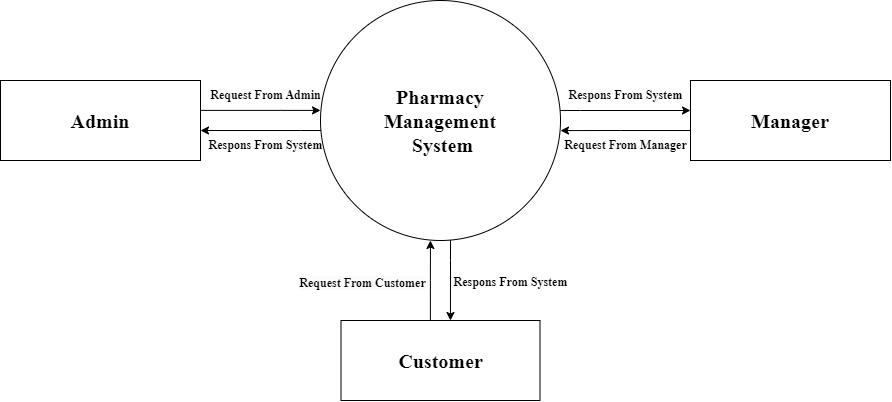 Request From Admin
Respons From System
Pharmacy
Management
System
Admin
Manager
Respons From System
Request From Manager
Request From Customer
Respons From System
Customer